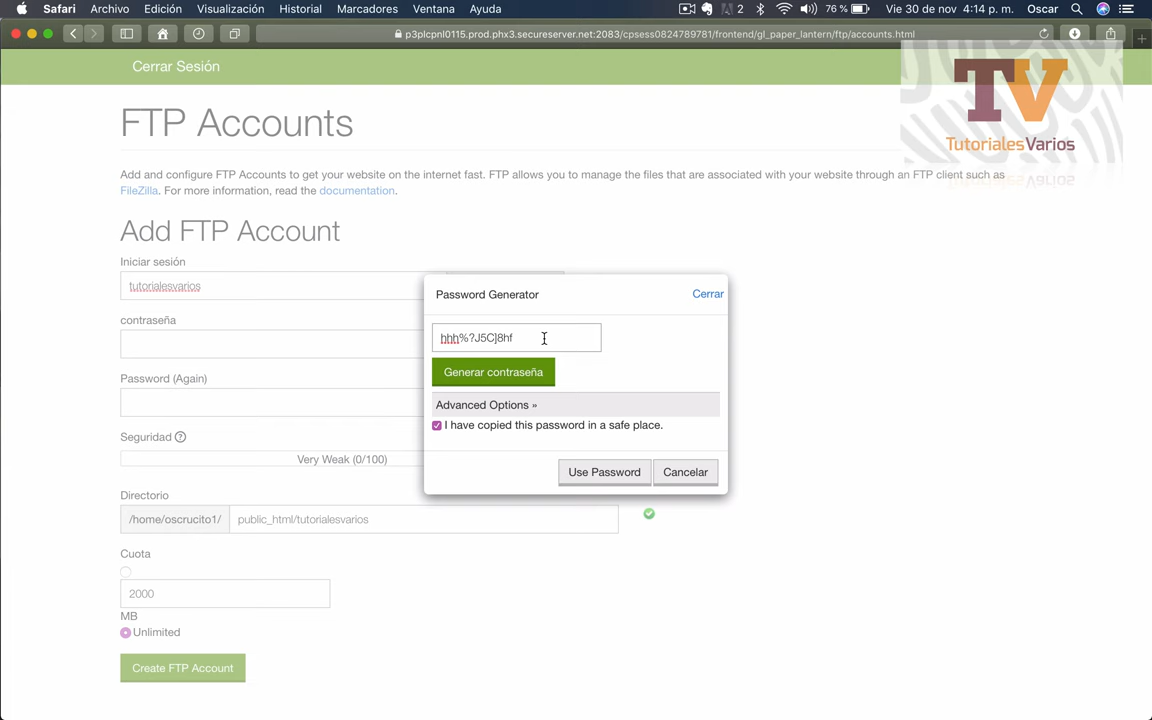 Safari Archivo Edición Visualización Historial Marcadores Ventana Ayuda 2 76 % Vie 30 de nov 4:14 p. m. Oscar
p3plcpnl0115.prod.phx3.secureserver.net:2083/cpsess0824789781/frontend/gl_paper_lantern/ftp/accounts.html
Cerrar Sesión
TV
TutorialesVarios
FTP Accounts
Add and configure FTP Accounts to get your website on the internet fast. FTP allows you to manage the files that are associated with your website through an FTP client such as
FileZilla. For more information, read the documentation.
Add FTP Account
Iniciar sesión
tutorialesvarios
contraseña
Password (Again)
Seguridad ?
Very Weak (0/100)
Directorio
/home/oscrucito1/ public_html/tutorialesvarios
Cuota
2000
MB
Unlimited
Create FTP Account
Password Generator Cerrar
hhh%?J5C]8hf
Generar contraseña
Advanced Options »
I have copied this password in a safe place.
Use Password Cancelar